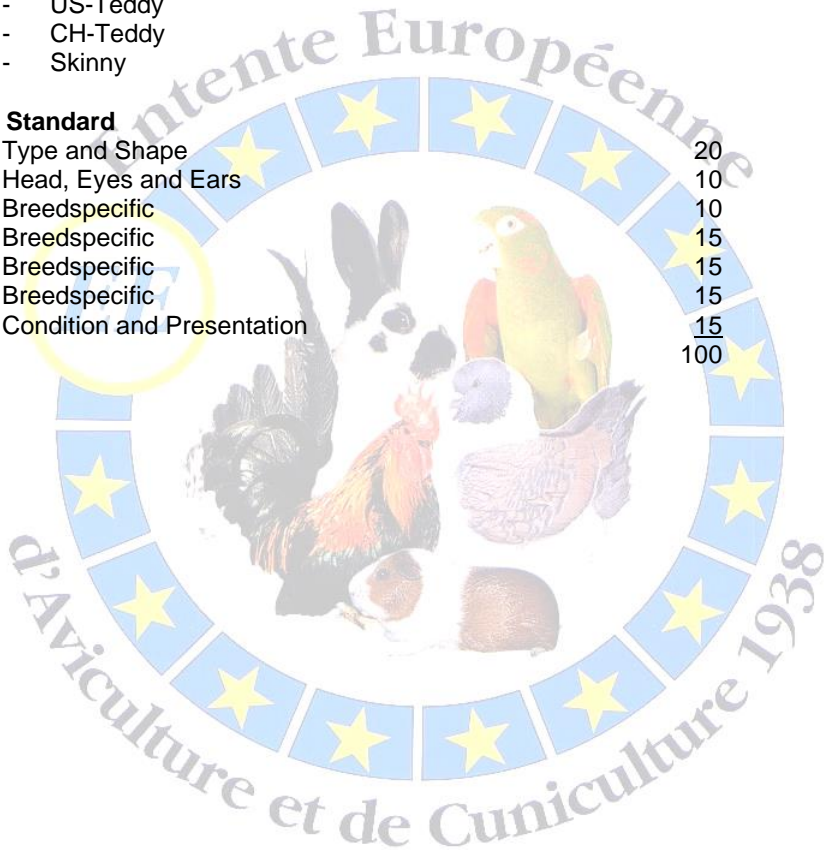 - US-Teddy
- CH-Teddy
- Skinny
Standard
Type and Shape 20
Head, Eyes and Ears 10
Breedspecific 10
Breedspecific 15
Breedspecific 15
Breedspecific 15
Condition and Presentation 15
100
Entente Européenne
EE
d'Aviculture et de Cuniculture 1938